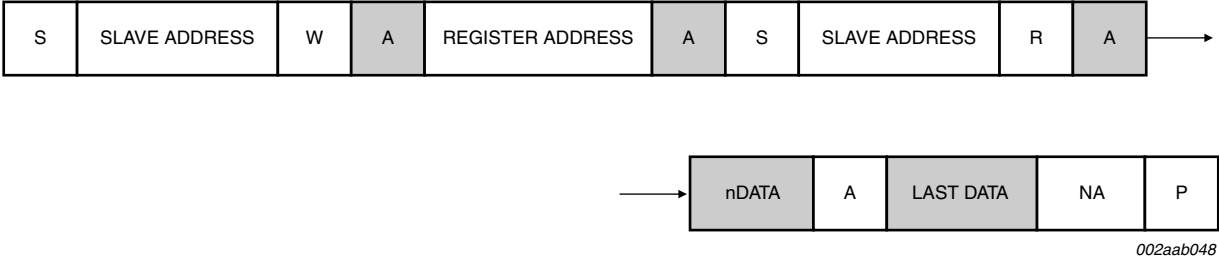 S SLAVE ADDRESS W A REGISTER ADDRESS A S SLAVE ADDRESS R A
nDATA A LAST DATA NA P
002aab048